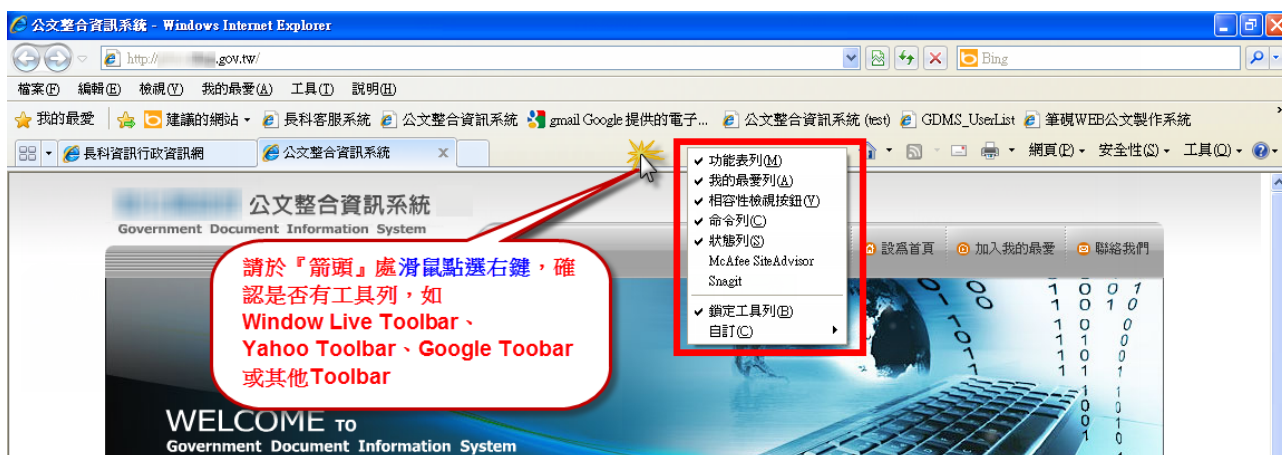 公文整合資訊系統 - Windows Internet Explorer
http:// .gov.tw/
Bing
檔案(F) 編輯(E) 檢視(V) 我的最愛(A) 工具(T) 說明(H)
我的最愛 建議的網站 長科客服系統 公文整合資訊系統 gmail Google 提供的電子... 公文整合資訊系統 (test) GDMS_UserList 筆硯WEB公文製作系統
長科資訊行政資訊網 公文整合資訊系統 x 網頁(P) 安全性(S) 工具(O)
功能表列(M)
我的最愛列(A)
相容性檢視按鈕(Y)
命令列(C)
狀態列(S)
McAfee SiteAdvisor
Snagit
鎖定工具列(B)
自訂(C)
公文整合資訊系統
Government Document Information System
設為首頁 加入我的最愛 聯絡我們
請於『箭頭』處滑鼠點選右鍵，確
認是否有工具列，如
Window Live Toolbar、
Yahoo Toolbar、Google Toobar
或其他Toolbar
WELCOME TO
Government Document Information System